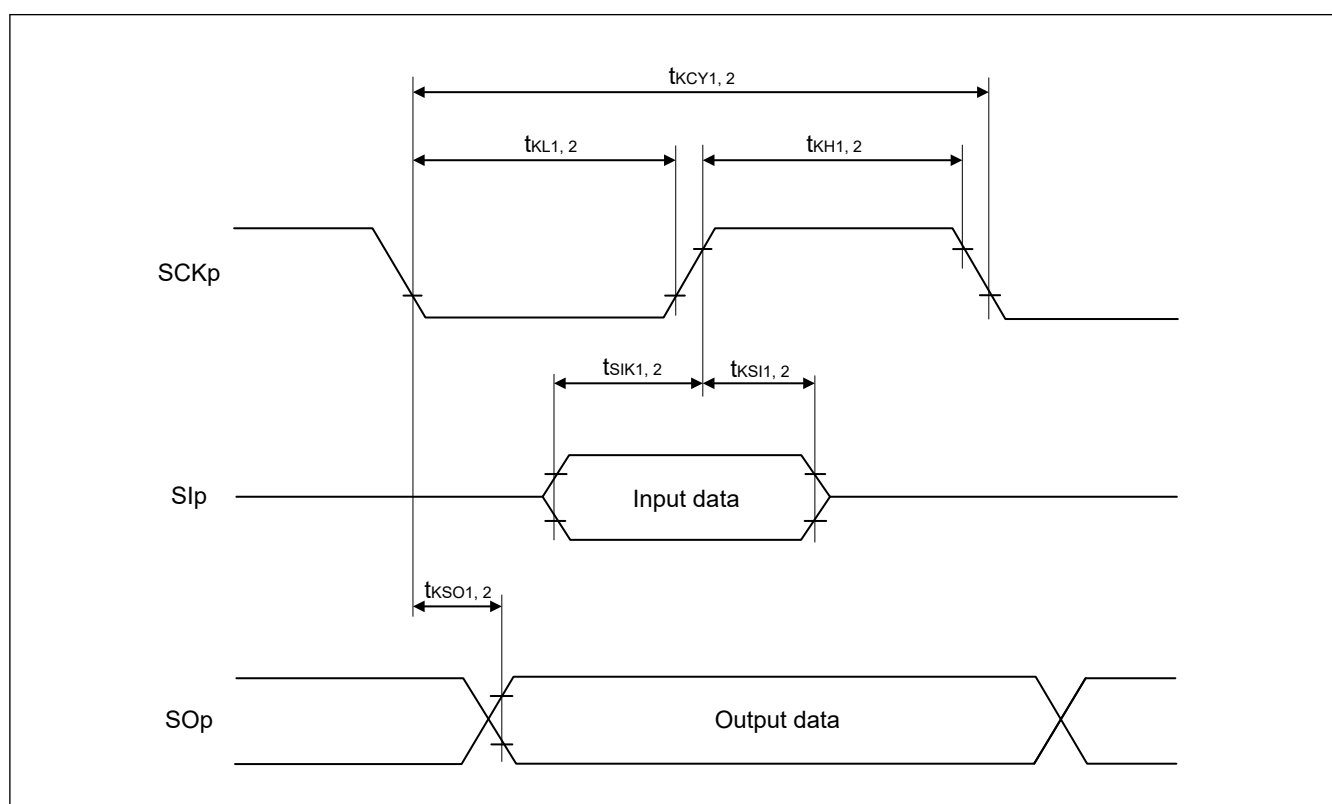 tKCY1, 2
tKL1, 2
tKH1, 2
SCKp
tSIK1, 2
tKSI1, 2
SIp
Input data
tKSO1, 2
SOp
Output data